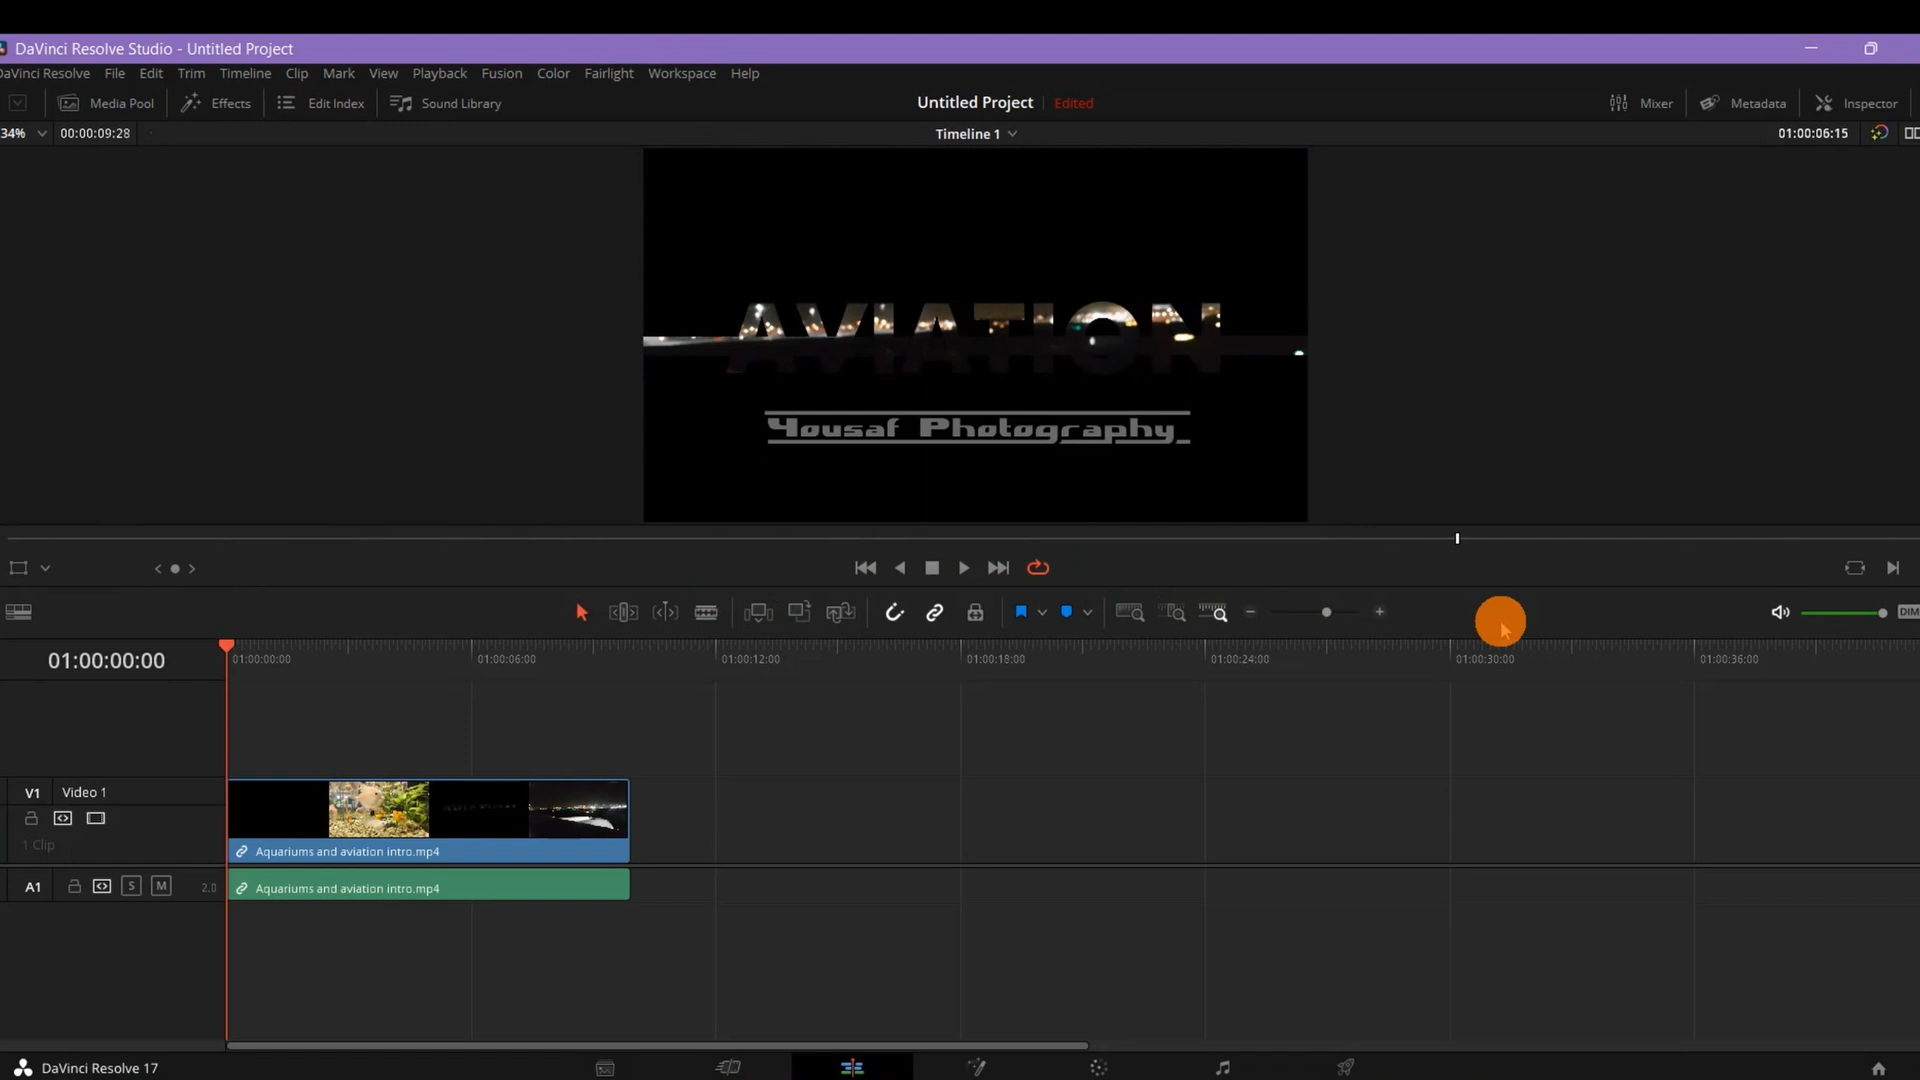 DaVinci Resolve Studio - Untitled Project
DaVinci Resolve File Edit Trim Timeline Clip Mark View Playback Fusion Color Fairlight Workspace Help
Media Pool Effects Edit Index Sound Library Untitled Project Edited Mixer Metadata Inspector
34% 00:00:09:28 Timeline 1 01:00:06:15
AVIATION
Yousaf Photography_
DIM
01:00:00:00 01:00:00:00 01:00:06:00 01:00:12:00 01:00:18:00 01:00:24:00 01:00:30:00 01:00:36:00
V1 Video 1
1 Clip
Aquariums and aviation intro.mp4
A1 S M 2.0 Aquariums and aviation intro.mp4
DaVinci Resolve 17